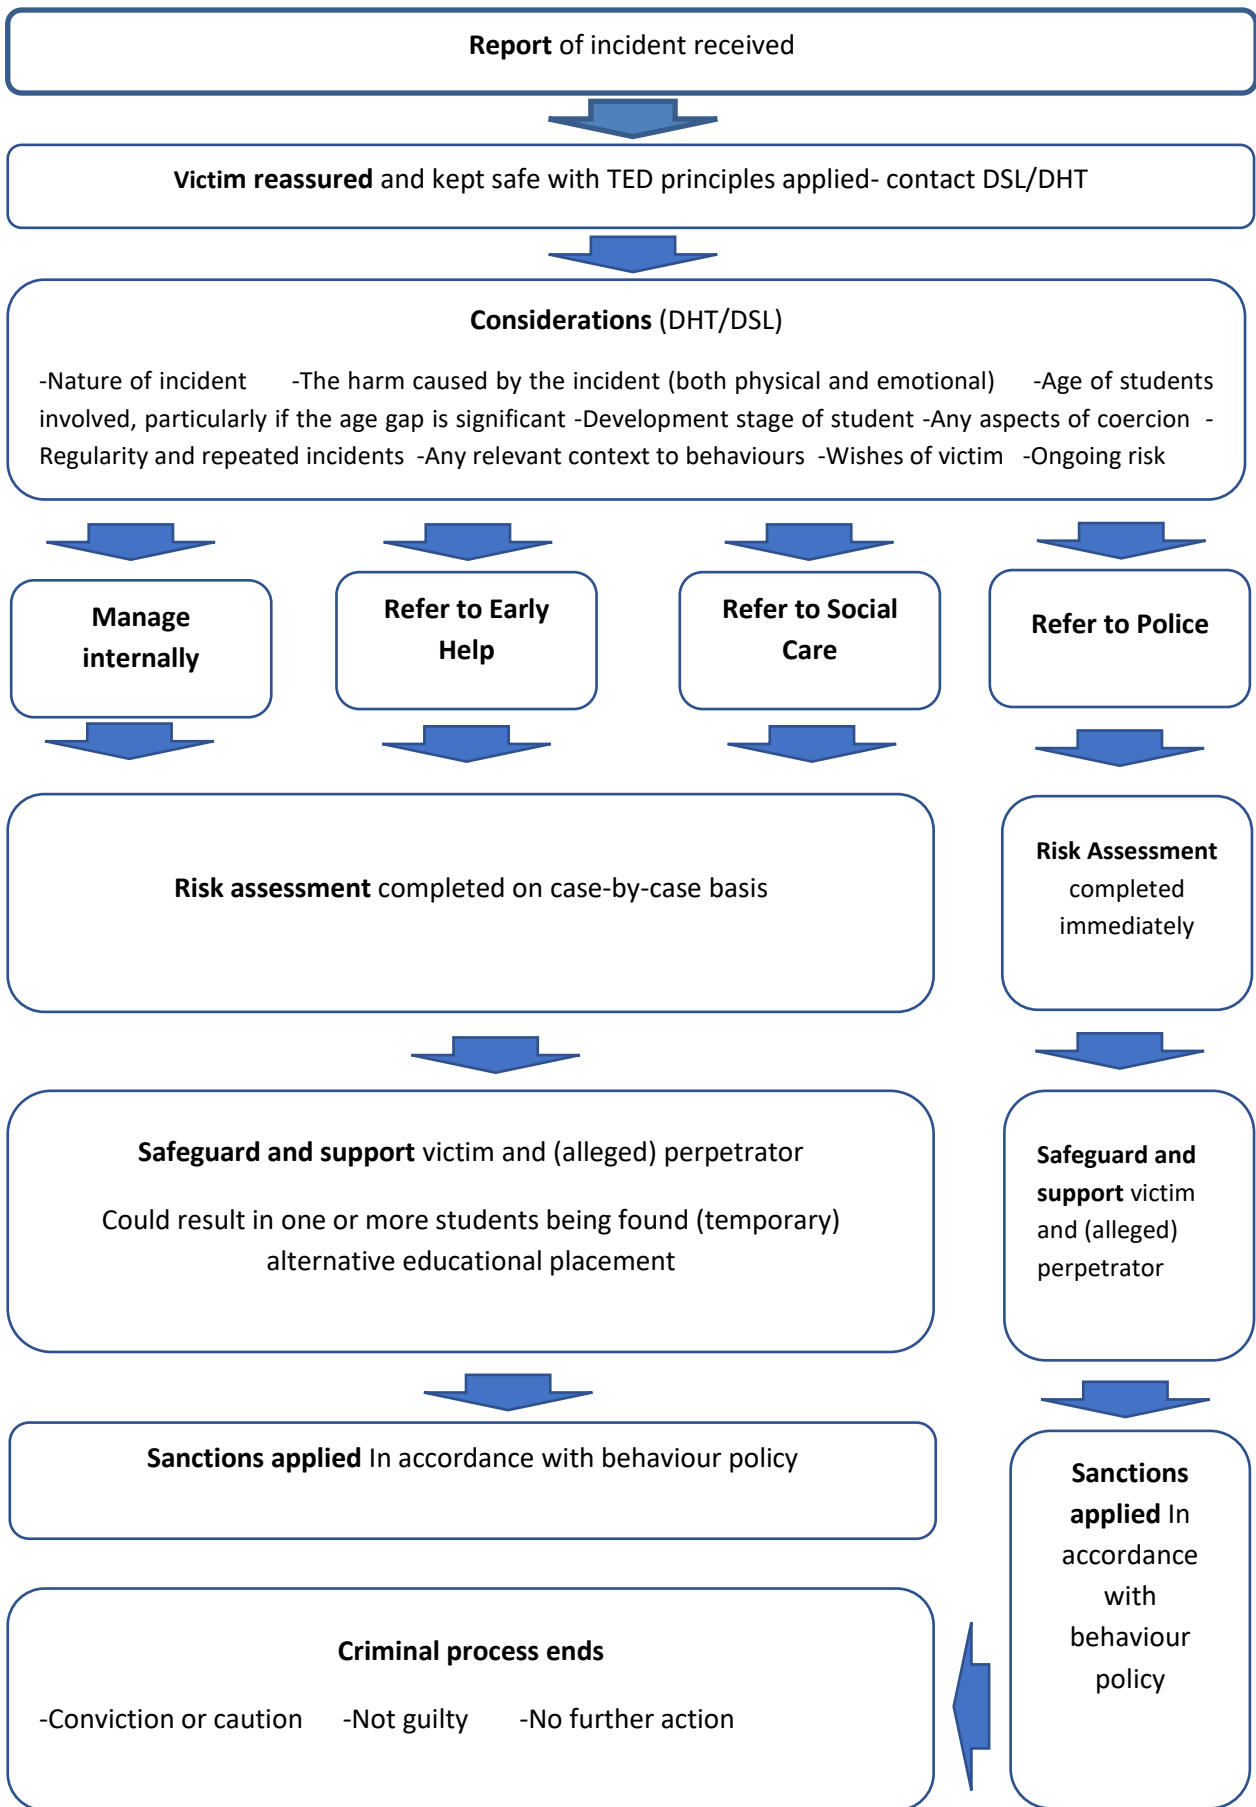 Report of incident received
Victim reassured and kept safe with TED principles applied- contact DSL/DHT
Considerations (DHT/DSL)
-Nature of incident -The harm caused by the incident (both physical and emotional) -Age of students
involved, particularly if the age gap is significant -Development stage of student -Any aspects of coercion -
Regularity and repeated incidents -Any relevant context to behaviours -Wishes of victim -Ongoing risk
Manage
internally
Refer to Early
Help
Refer to Social
Care
Refer to Police
Risk assessment completed on case-by-case basis
Risk Assessment
completed
immediately
Safeguard and support victim and (alleged) perpetrator
Could result in one or more students being found (temporary)
alternative educational placement
Safeguard and
support victim
and (alleged)
perpetrator
Sanctions applied In accordance with behaviour policy
Sanctions
applied In
accordance
with
behaviour
policy
Criminal process ends
-Conviction or caution -Not guilty -No further action